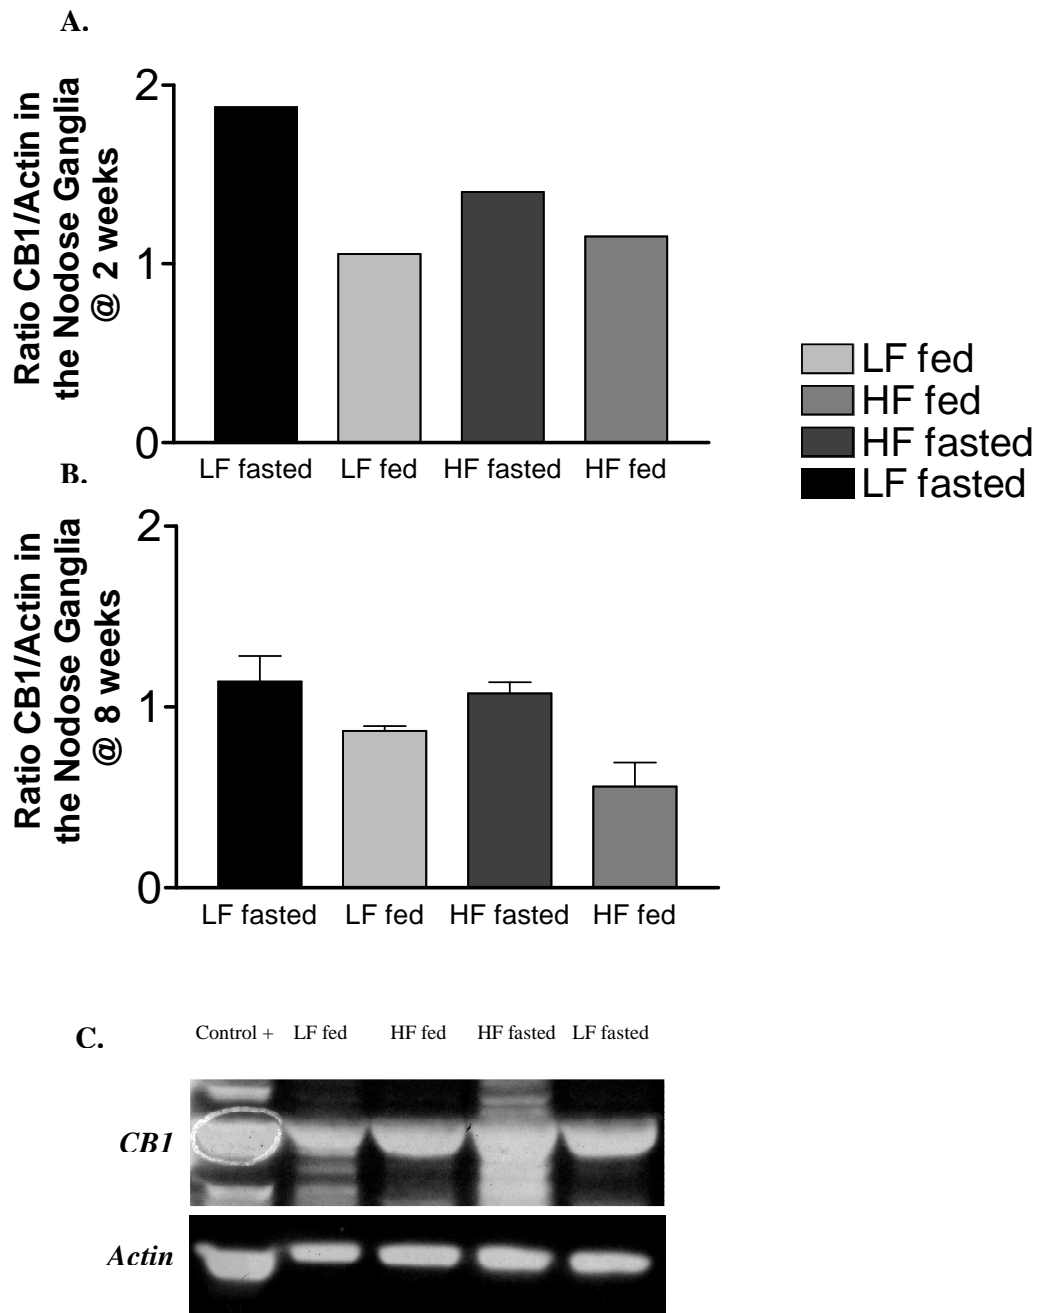 A.
Ratio CB1/Actin in
the Nodose Ganglia
@ 2 weeks
2
1
0
LF fasted LF fed HF fasted HF fed
LF fed
HF fed
HF fasted
LF fasted
B.
Ratio CB1/Actin in
the Nodose Ganglia
@ 8 weeks
2
1
0
LF fasted LF fed HF fasted HF fed
C.
Control + LF fed HF fed HF fasted LF fasted
CB1
Actin